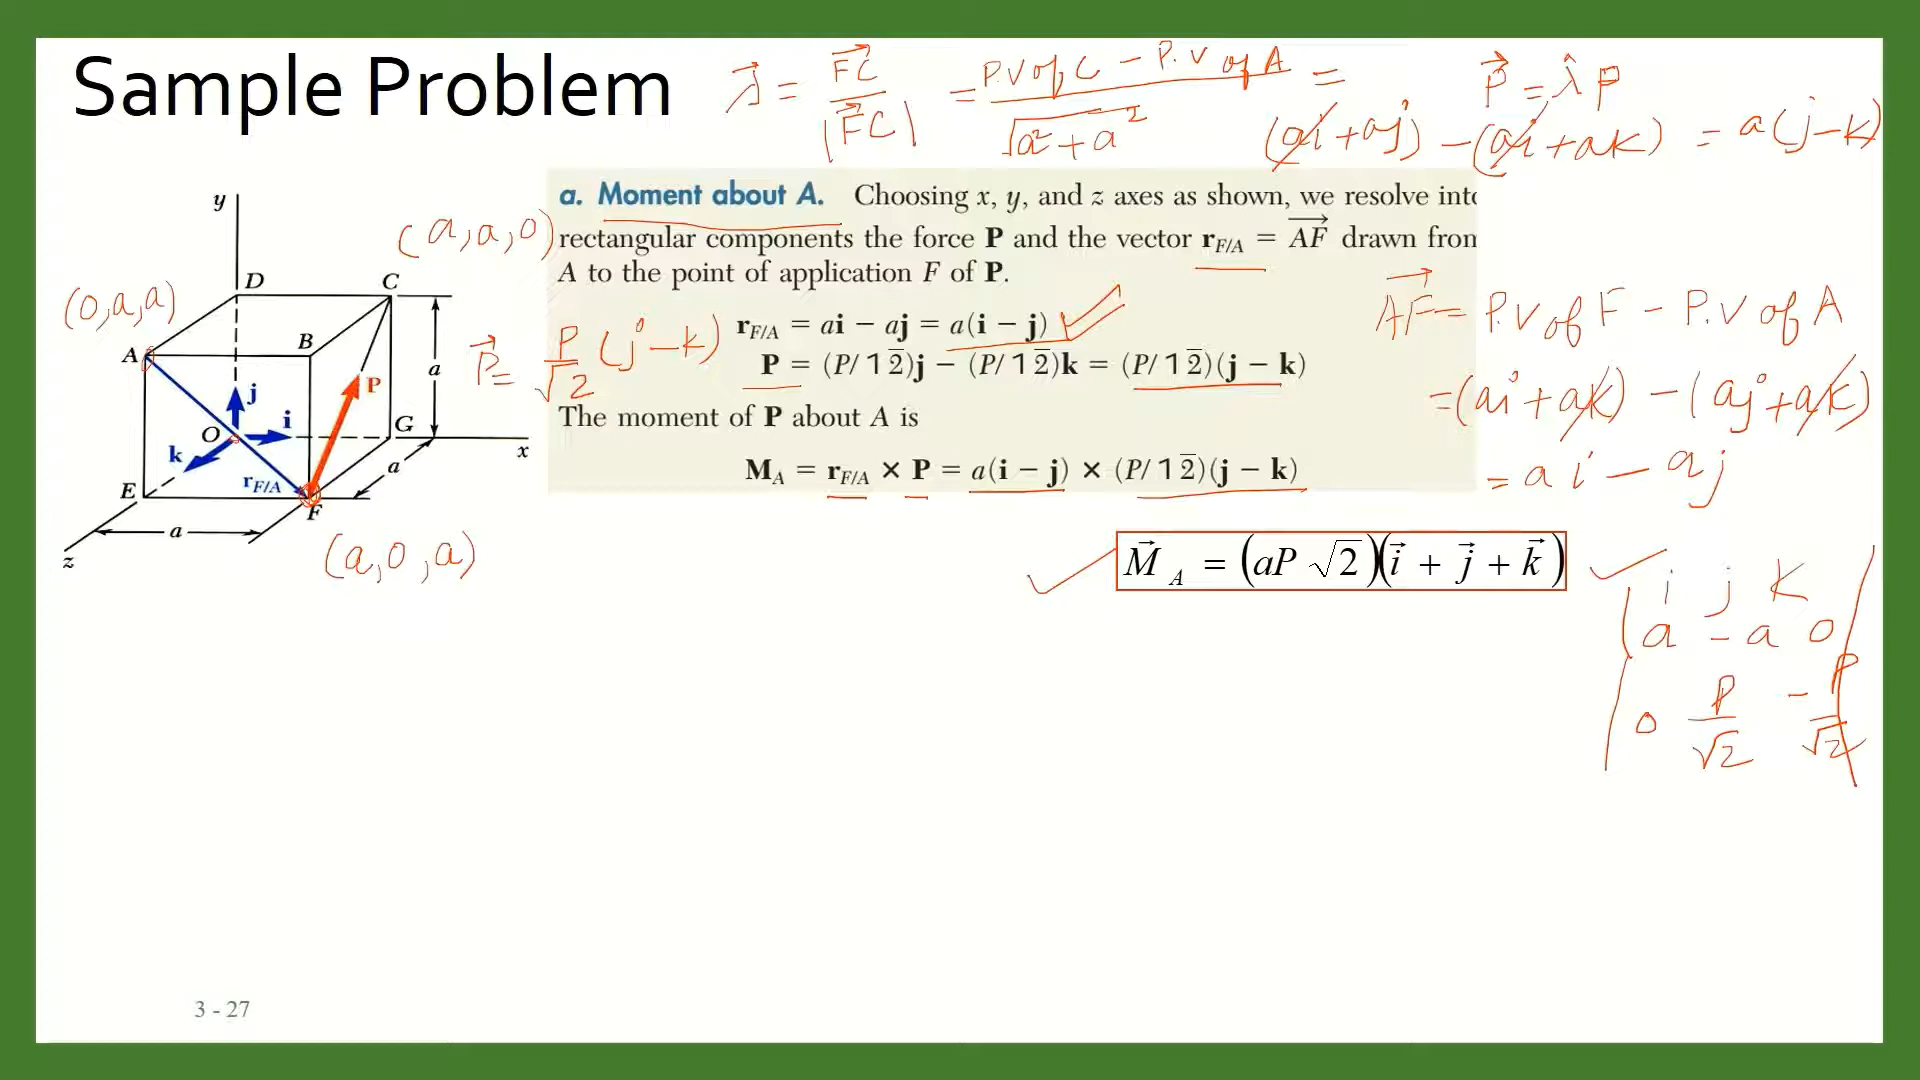 Sample Problem
λ⃗ = FC⃗ / |FC⃗| = P.V of C − P.V of A / √a² + a² =
(ai + aj) − (ai + ak) = a(j − k)
P⃗ = λ̂ P
a. Moment about A. Choosing x, y, and z axes as shown, we resolve into
rectangular components the force P and the vector r_F/A = AF⃗ drawn from
A to the point of application F of P.
r_F/A = ai − aj = a(i − j)
P = (P/1 2̅)j − (P/1 2̅)k = (P/1 2̅)(j − k)
The moment of P about A is
M_A = r_F/A × P = a(i − j) × (P/1 2̅)(j − k)
M⃗_A = (aP √2)(i⃗ + j⃗ + k⃗)
P⃗ = P/√2 (j − k)
AF⃗ = P.V of F − P.V of A
= (ai + ak) − (aj + ak)
= ai − aj
i j k
a − a 0
0 P/√2 − P/√2
y
(a, a, 0)
D
C
(0, a, a)
B
A
a
P
j
O
i
G
x
k
a
E
r_F/A
F
a
z
(a, 0, a)
3 - 27